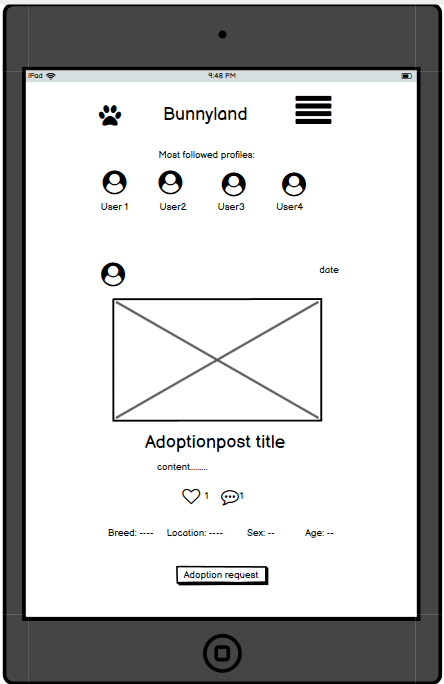 iPad 9:48 PM
Bunnyland
Most followed profiles:
User 1 User2 User3 User4
date
Adoptionpost title
content.........
1 1
Breed: ---- Location: ---- Sex: -- Age: --
Adoption request